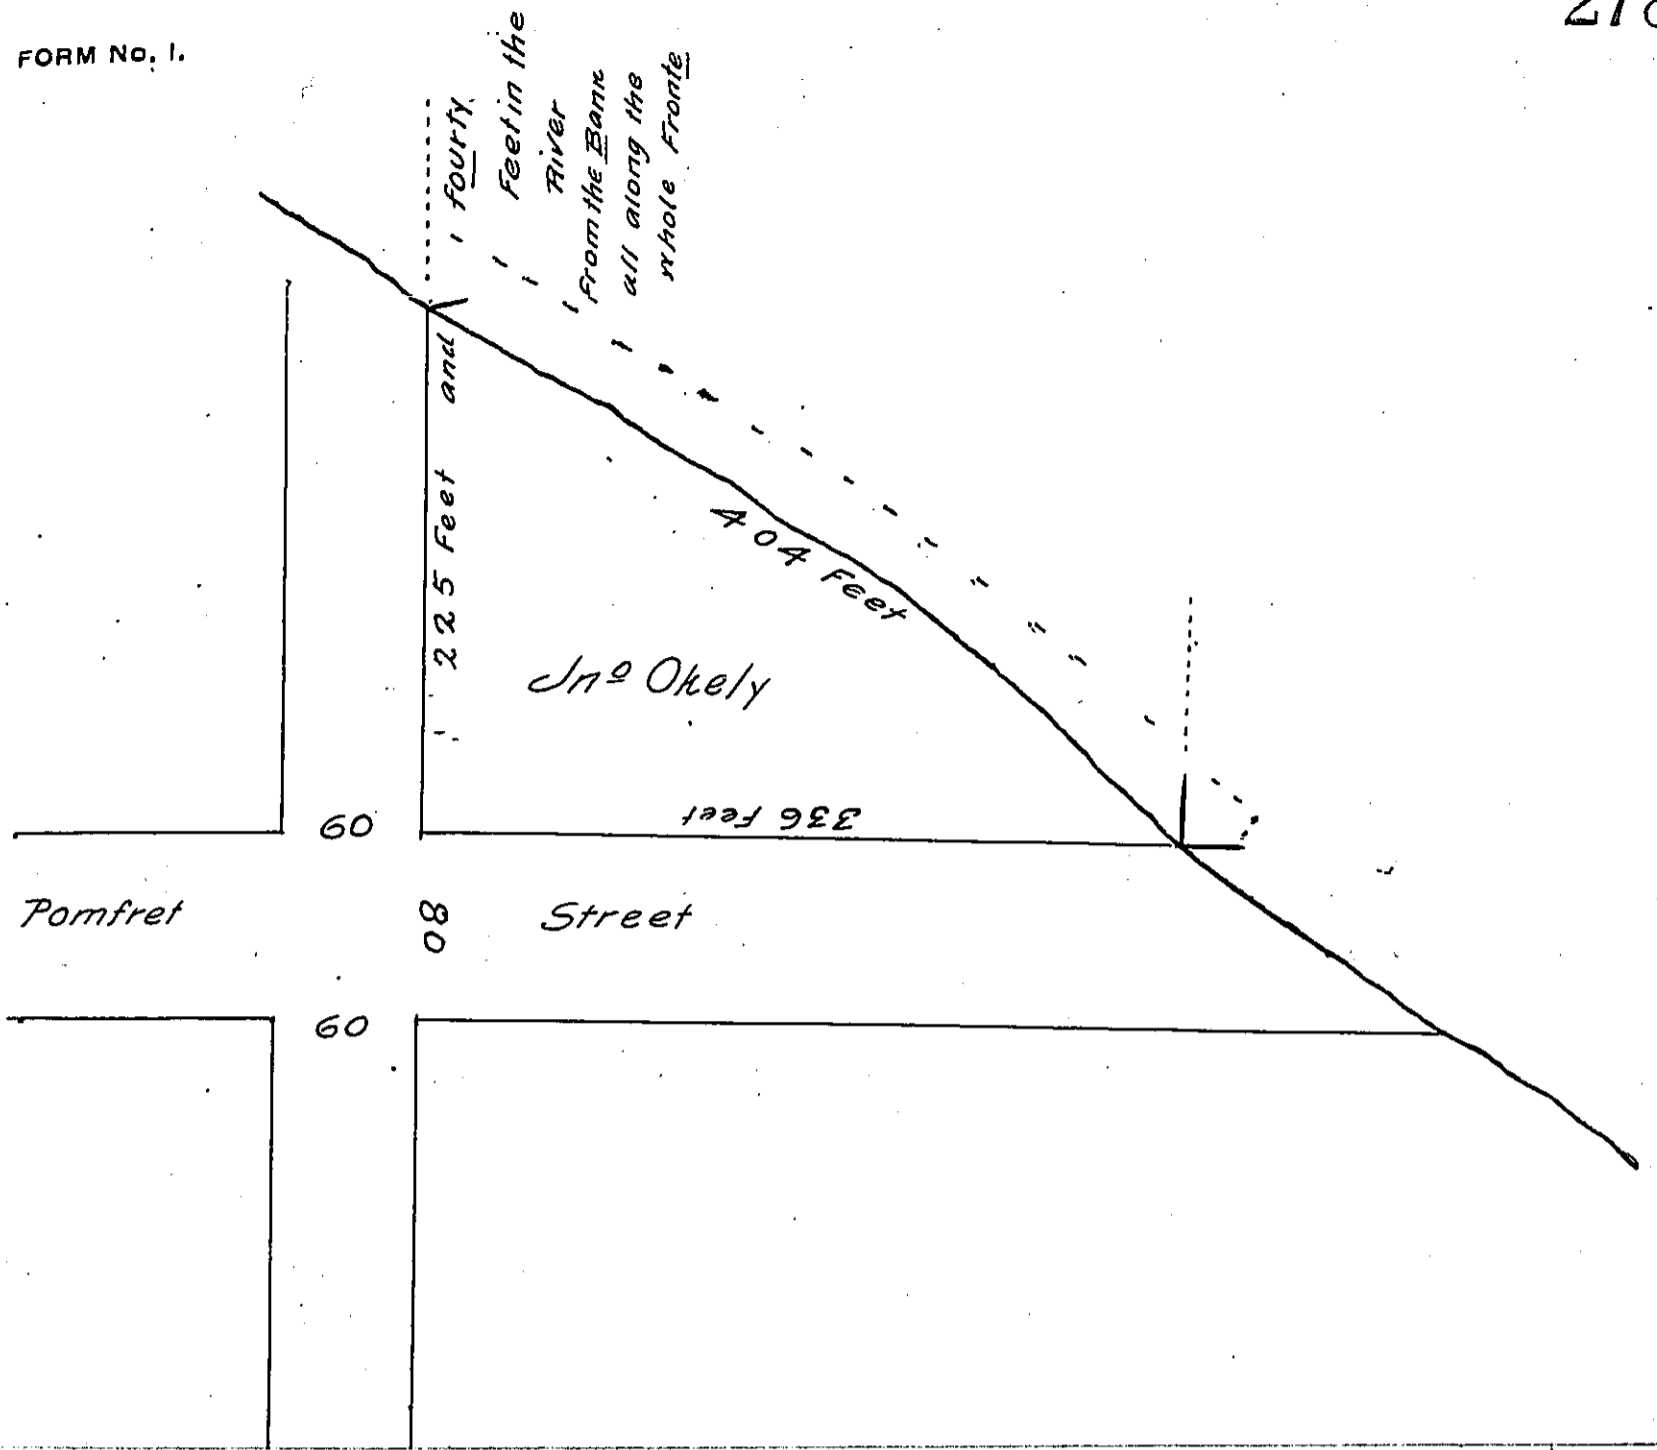 FORM No. 1.
fourty
Feet in the
River
From the Bank
all along the
whole Fronte
225 Feet and
404 Feet
Jnº Okely
336 Feet
60
Pomfret 80 Street
60